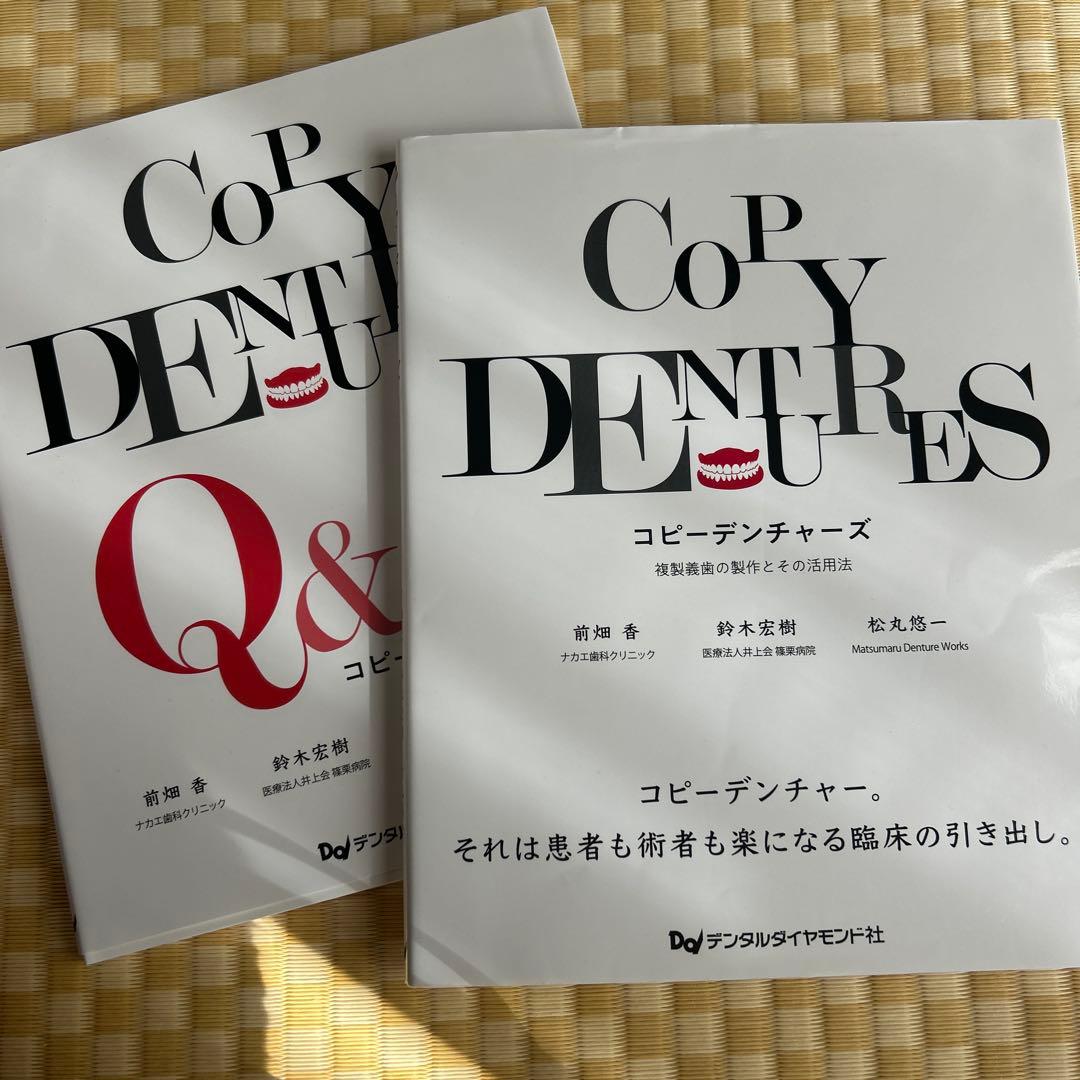 COPY
DENTU
Q&
コピー
前畑 香
ナカエ歯科クリニック
鈴木宏樹
医療法人井上会 篠栗病院
DD/デンタル
COPY
DENTURES
コピーデンチャーズ
複製義歯の製作とその活用法
前畑 香
ナカエ歯科クリニック
鈴木宏樹
医療法人井上会 篠栗病院
松丸悠一
Matsumaru Denture Works
コピーデンチャー。
それは患者も術者も楽になる臨床の引き出し。
DD/デンタルダイヤモンド社